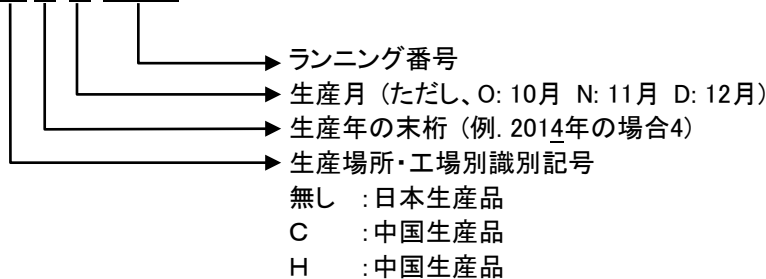 ランニング番号
生産月 (ただし、O: 10月 N: 11月 D: 12月)
生産年の末桁 (例. 2014年の場合4)
生産場所・工場別識別記号
無し :日本生産品
C :中国生産品
H :中国生産品